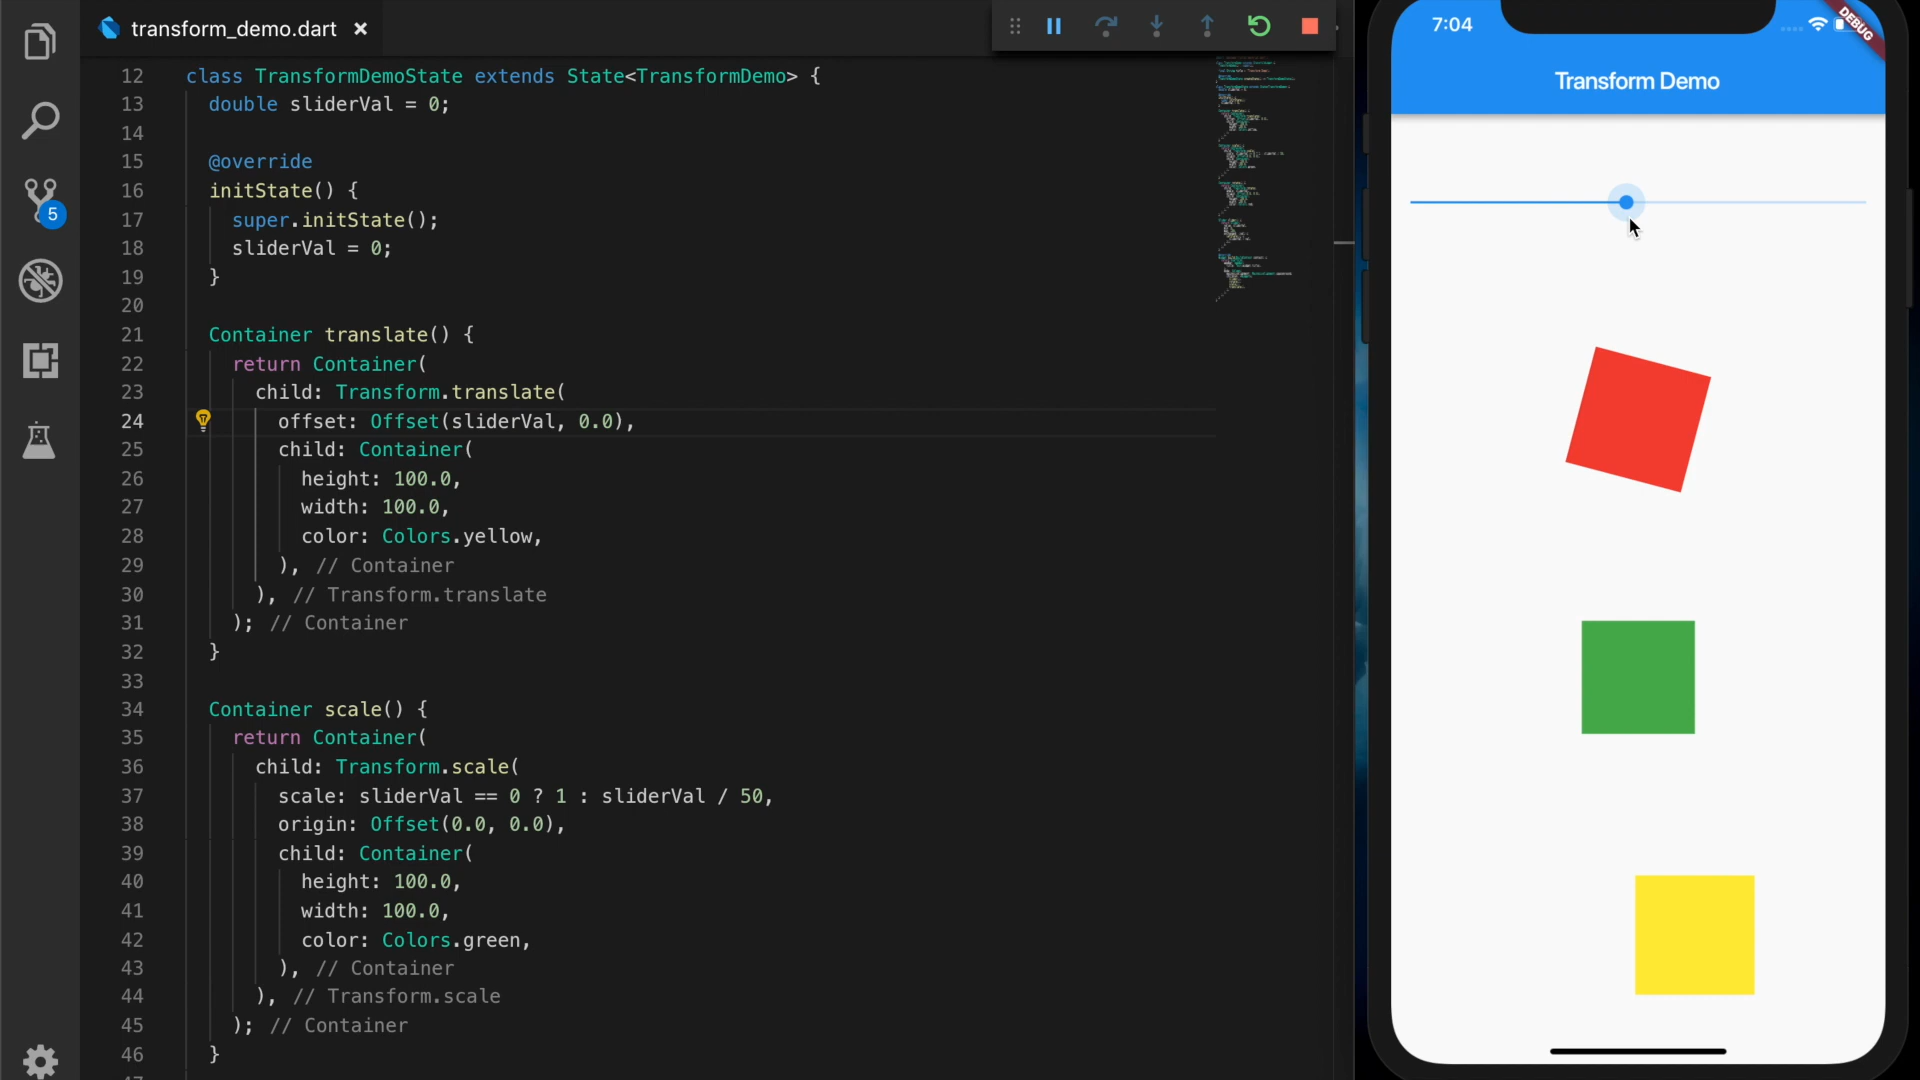 transform_demo.dart
12 class TransformDemoState extends State<TransformDemo> {
13 double sliderVal = 0;
14
15 @override
16 initState() {
17 super.initState();
18 sliderVal = 0;
19 }
20
21 Container translate() {
22 return Container(
23 child: Transform.translate(
24 offset: Offset(sliderVal, 0.0),
25 child: Container(
26 height: 100.0,
27 width: 100.0,
28 color: Colors.yellow,
29 ), // Container
30 ), // Transform.translate
31 ); // Container
32 }
33
34 Container scale() {
35 return Container(
36 child: Transform.scale(
37 scale: sliderVal == 0 ? 1 : sliderVal / 50,
38 origin: Offset(0.0, 0.0),
39 child: Container(
40 height: 100.0,
41 width: 100.0,
42 color: Colors.green,
43 ), // Container
44 ), // Transform.scale
45 ); // Container
46 }
5
7:04
DEBUG
Transform Demo